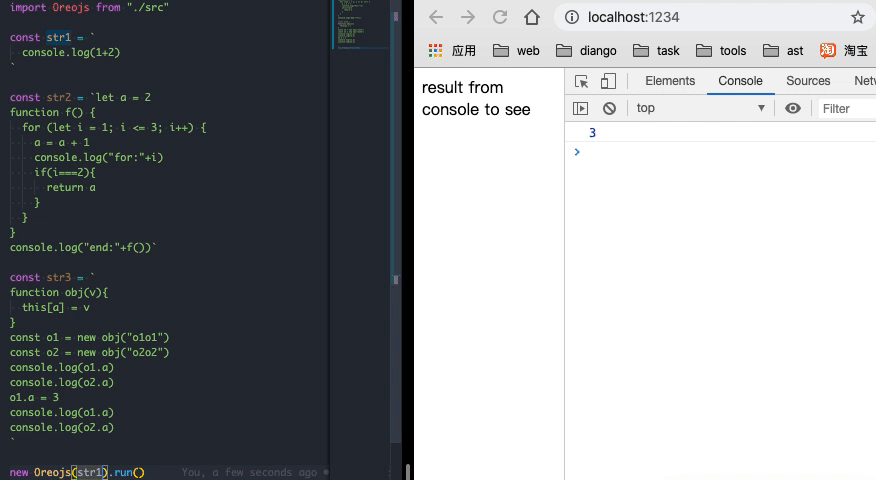 import Oreojs from "./src"
const str1 = `
console.log(1+2)
`
const str2 = `let a = 2
function f() {
for (let i = 1; i <= 3; i++) {
a = a + 1
console.log("for:"+i)
if(i===2){
return a
}
}
}
console.log("end:"+f())`
const str3 = `
function obj(v){
this[a] = v
}
const o1 = new obj("o1o1")
const o2 = new obj("o2o2")
console.log(o1.a)
console.log(o2.a)
o1.a = 3
console.log(o1.a)
console.log(o2.a)
`
new Oreojs(str1).run() You, a few seconds ago •
localhost:1234
应用 web diango task tools ast 淘 淘宝
result from
console to see
Elements Console Sources Netw
top Filter
3
>